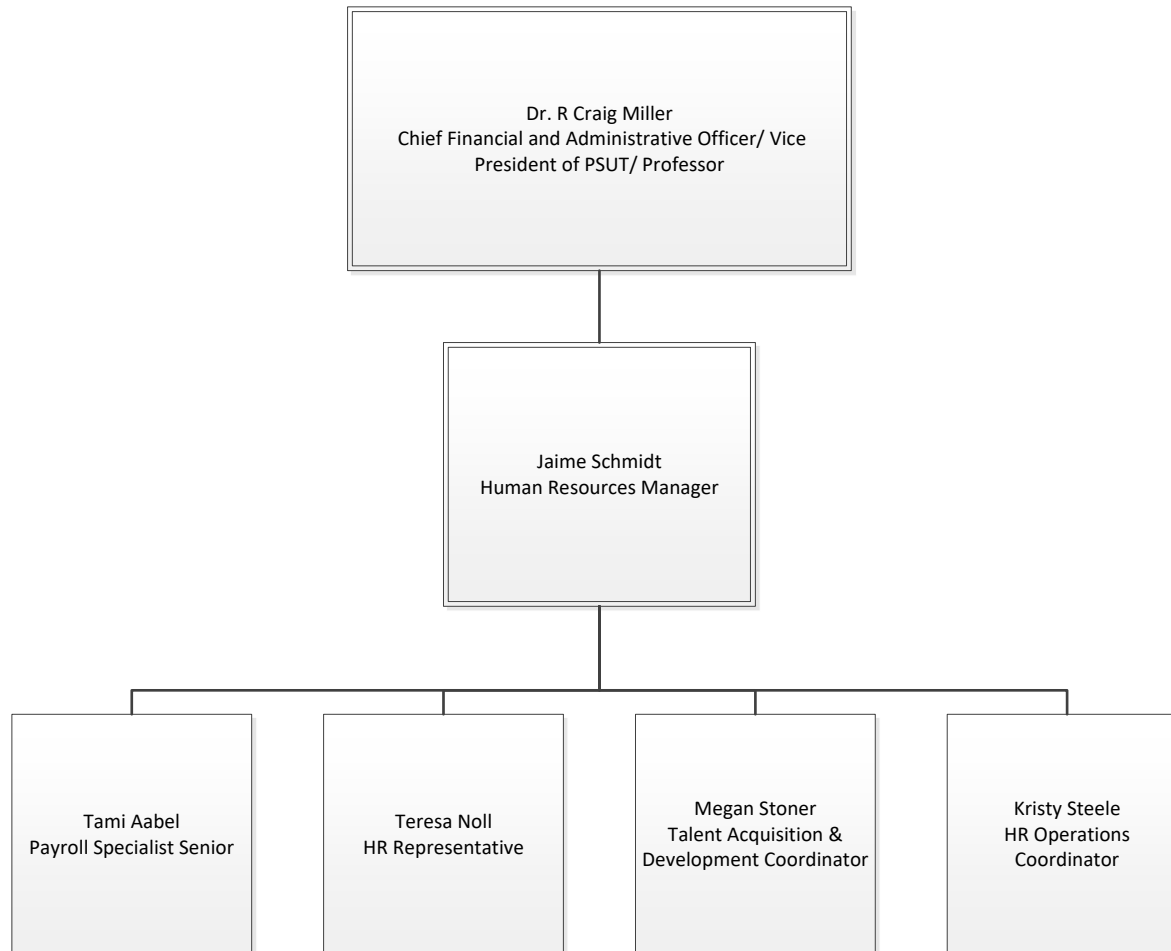 Dr. R Craig Miller
Chief Financial and Administrative Officer/ Vice
President of PSUT/ Professor
Jaime Schmidt
Human Resources Manager
Tami Aabel
Payroll Specialist Senior
Teresa Noll
HR Representative
Megan Stoner
Talent Acquisition &
Development Coordinator
Kristy Steele
HR Operations
Coordinator